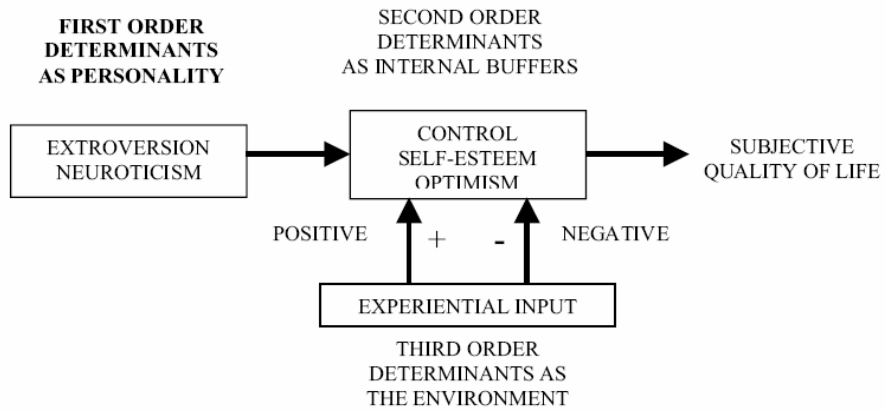 FIRST ORDER
DETERMINANTS
AS PERSONALITY
SECOND ORDER
DETERMINANTS
AS INTERNAL BUFFERS
EXTROVERSION
NEUROTICISM
CONTROL
SELF-ESTEEM
OPTIMISM
SUBJECTIVE
QUALITY OF LIFE
POSITIVE + - NEGATIVE
EXPERIENTIAL INPUT
THIRD ORDER
DETERMINANTS AS
THE ENVIRONMENT